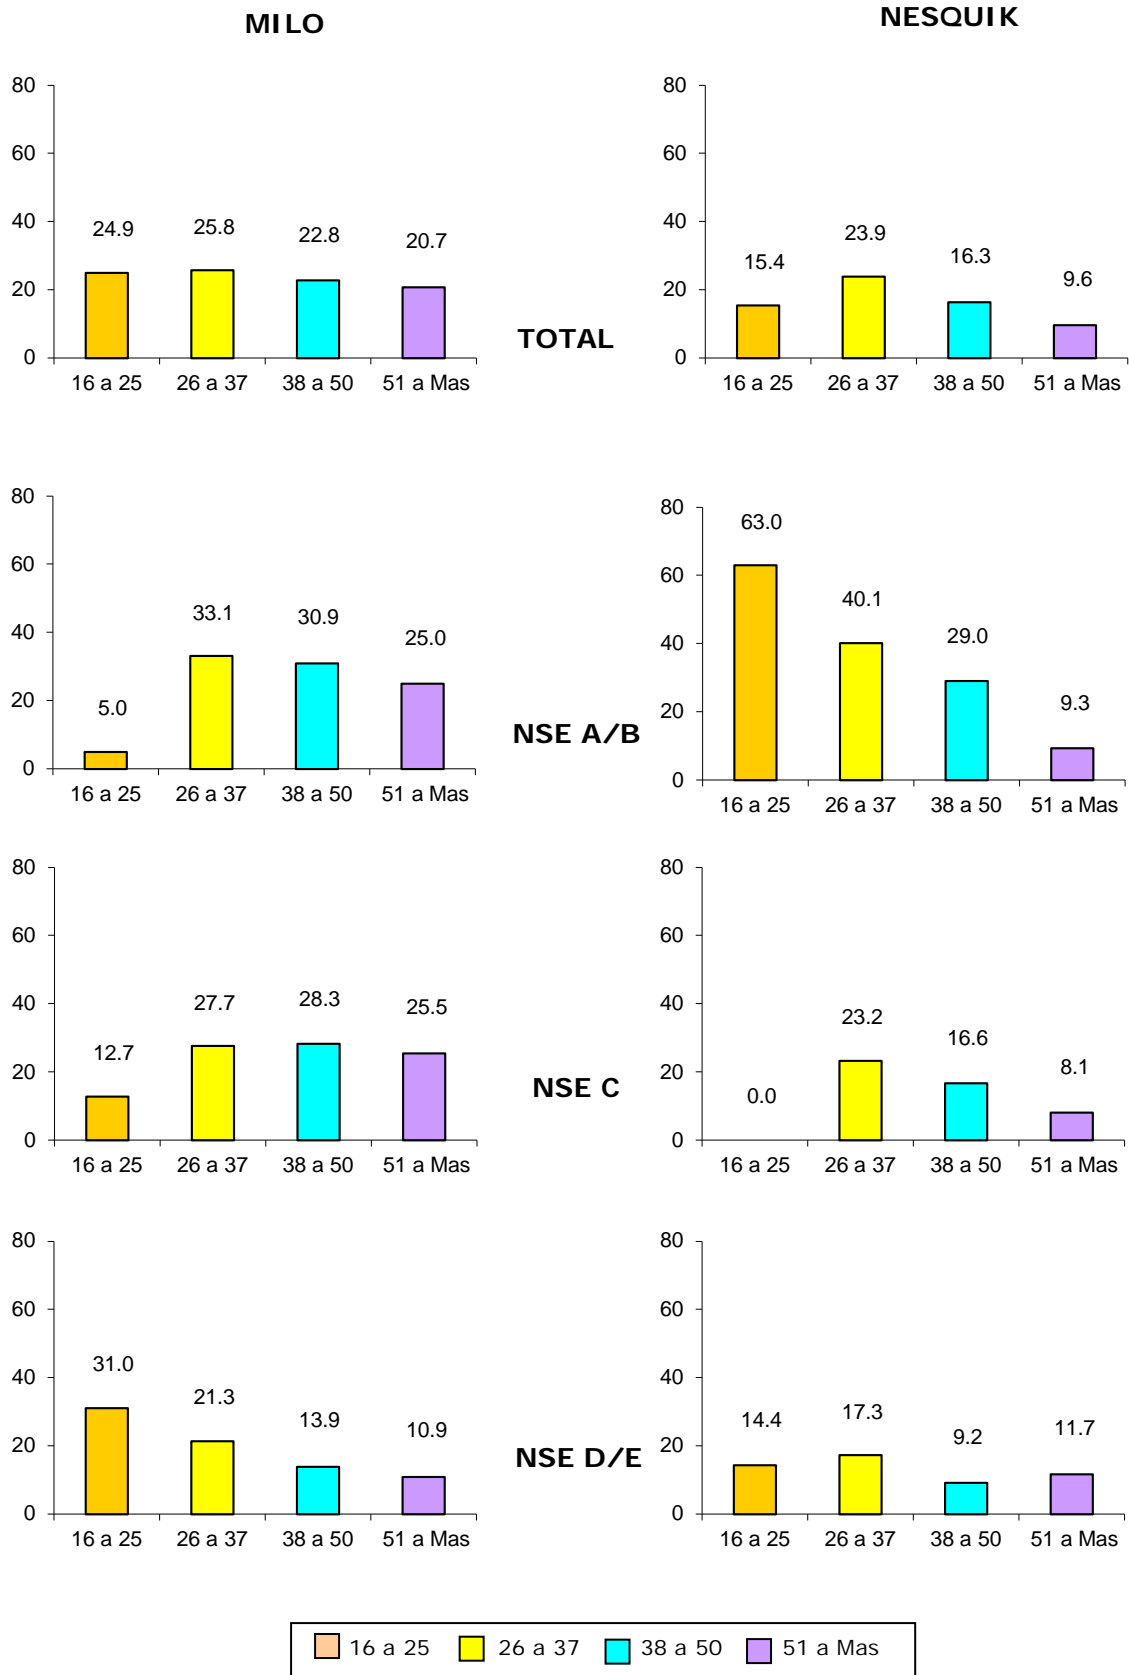 MILO
NESQUIK
80
60
40
20
0
24.9
25.8
22.8
20.7
16 a 25
26 a 37
38 a 50
51 a Mas
TOTAL
80
60
40
20
0
15.4
23.9
16.3
9.6
16 a 25
26 a 37
38 a 50
51 a Mas
80
60
40
20
0
5.0
33.1
30.9
25.0
16 a 25
26 a 37
38 a 50
51 a Mas
NSE A/B
80
60
40
20
0
63.0
40.1
29.0
9.3
16 a 25
26 a 37
38 a 50
51 a Mas
80
60
40
20
0
12.7
27.7
28.3
25.5
16 a 25
26 a 37
38 a 50
51 a Mas
NSE C
80
60
40
20
0
0.0
23.2
16.6
8.1
16 a 25
26 a 37
38 a 50
51 a Mas
80
60
40
20
0
31.0
21.3
13.9
10.9
16 a 25
26 a 37
38 a 50
51 a Mas
NSE D/E
80
60
40
20
0
14.4
17.3
9.2
11.7
16 a 25
26 a 37
38 a 50
51 a Mas
16 a 25 26 a 37 38 a 50 51 a Mas